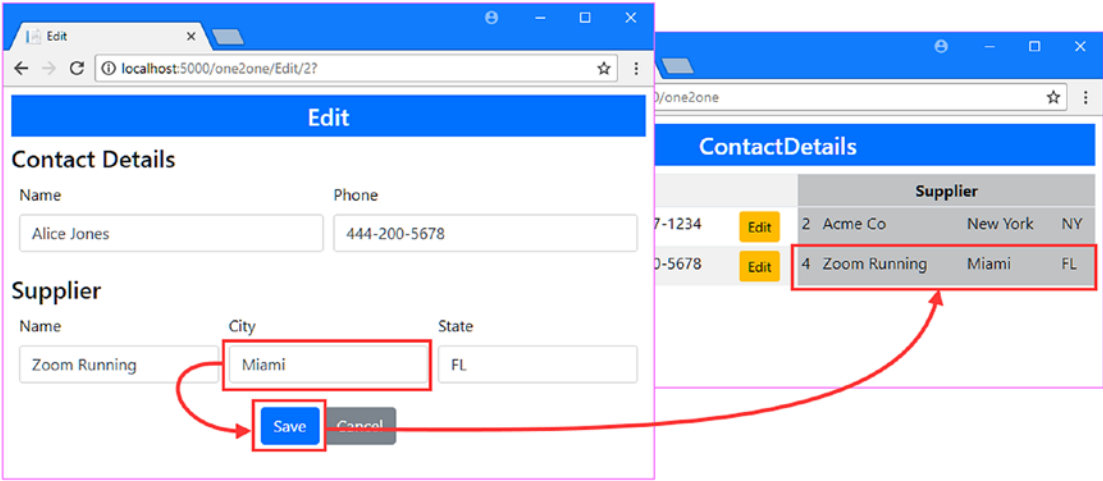 Edit
localhost:5000/one2one/Edit/2?
Edit
Contact Details
Name Phone
Alice Jones 444-200-5678
Supplier
Name City State
Zoom Running Miami FL
Save Cancel
/one2one
ContactDetails
Supplier
7-1234 Edit 2 Acme Co New York NY
0-5678 Edit 4 Zoom Running Miami FL